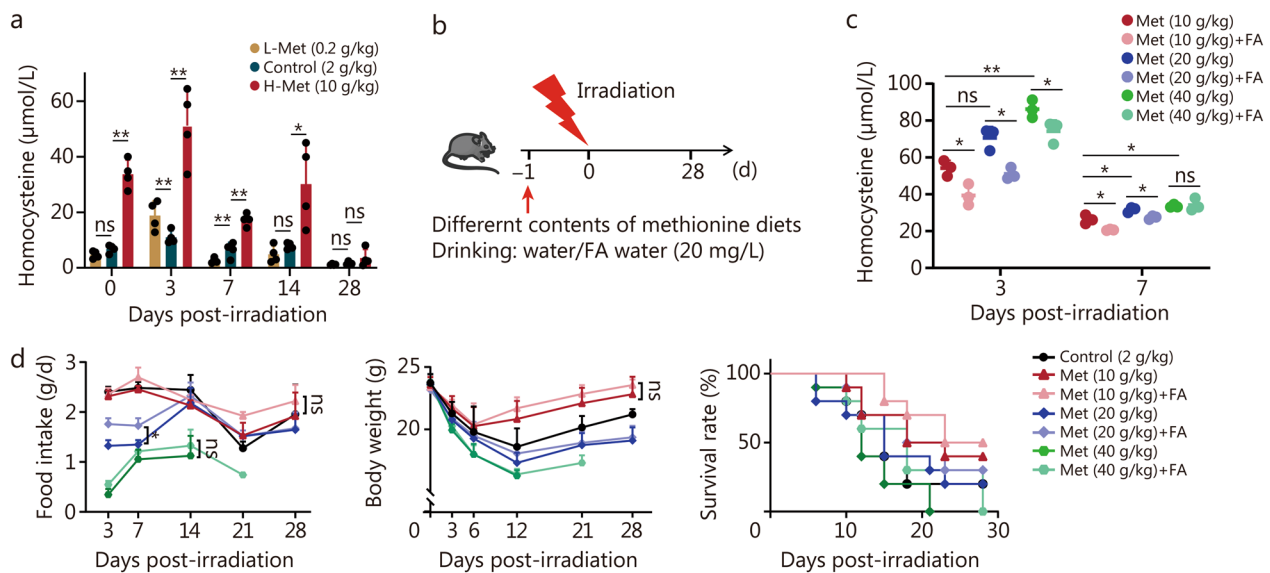 a
L-Met (0.2 g/kg)
Control (2 g/kg)
H-Met (10 g/kg)
Homocysteine (μmol/L)
60
40
20
0
ns
**
**
**
**
**
ns
*
ns
ns
0
3
7
14
28
Days post-irradiation
b
Irradiation
–1
0
28
(d)
Differernt contents of methionine diets
Drinking: water/FA water (20 mg/L)
c
Met (10 g/kg)
Met (10 g/kg)+FA
Met (20 g/kg)
Met (20 g/kg)+FA
Met (40 g/kg)
Met (40 g/kg)+FA
Homocysteine (μmol/L)
100
80
60
40
20
0
**
ns
*
*
*
*
*
*
*
ns
3
7
Days post-irradiation
d
Food intake (g/d)
3
2
1
0
*
ns
ns
3
7
14
21
28
Days post-irradiation
Body weight (g)
25
20
0
ns
3
6
12
21
28
Days post-irradiation
Survival rate (%)
100
50
0
0
10
20
30
Days post-irradiation
Control (2 g/kg)
Met (10 g/kg)
Met (10 g/kg)+FA
Met (20 g/kg)
Met (20 g/kg)+FA
Met (40 g/kg)
Met (40 g/kg)+FA